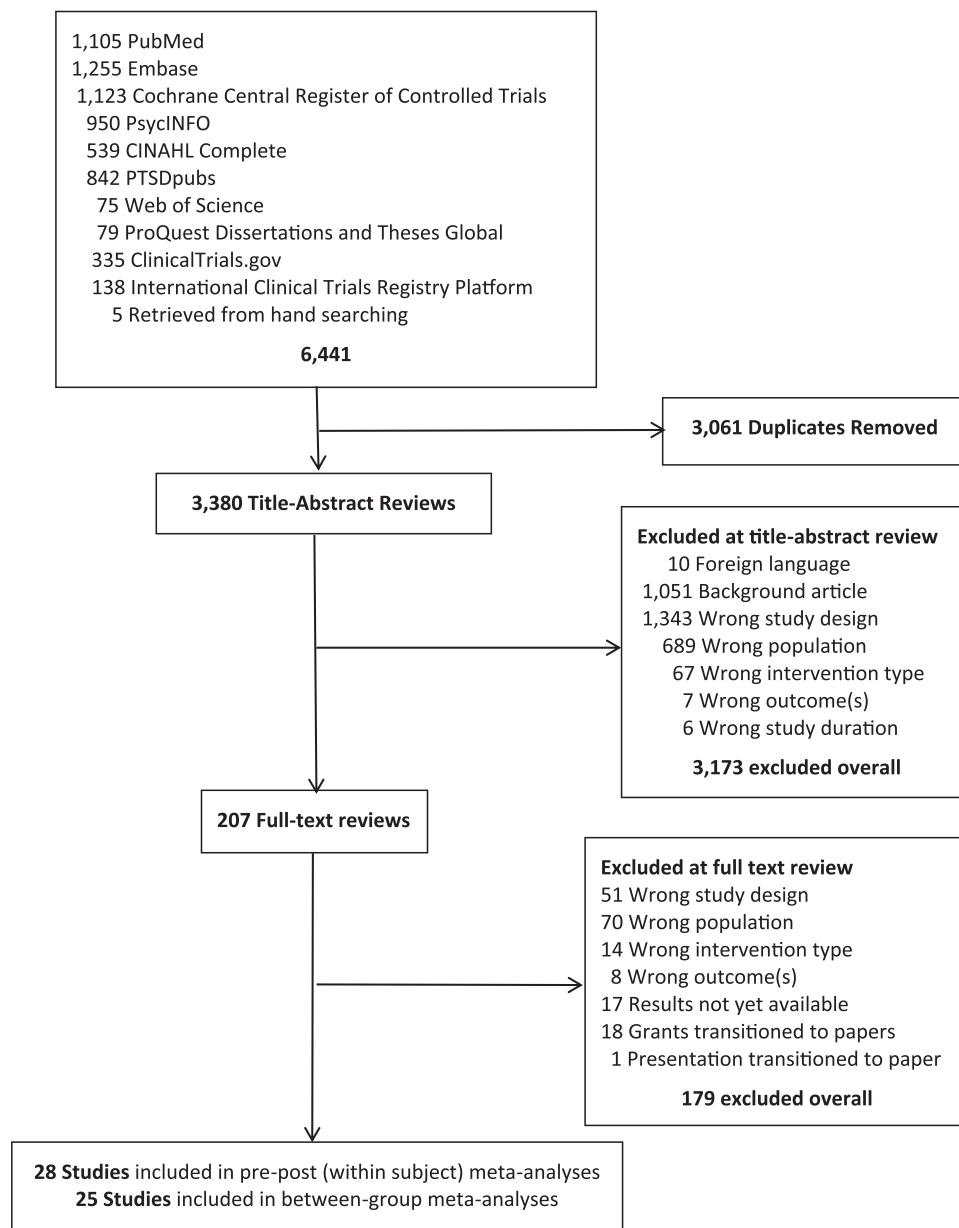 1,105 PubMed
1,255 Embase
1,123 Cochrane Central Register of Controlled Trials
950 PsycINFO
539 CINAHL Complete
842 PTSDpubs
75 Web of Science
79 ProQuest Dissertations and Theses Global
335 ClinicalTrials.gov
138 International Clinical Trials Registry Platform
5 Retrieved from hand searching
6,441
3,061 Duplicates Removed
3,380 Title-Abstract Reviews
Excluded at title-abstract review
10 Foreign language
1,051 Background article
1,343 Wrong study design
689 Wrong population
67 Wrong intervention type
7 Wrong outcome(s)
6 Wrong study duration
3,173 excluded overall
207 Full-text reviews
Excluded at full text review
51 Wrong study design
70 Wrong population
14 Wrong intervention type
8 Wrong outcome(s)
17 Results not yet available
18 Grants transitioned to papers
1 Presentation transitioned to paper
179 excluded overall
28 Studies included in pre-post (within subject) meta-analyses
25 Studies included in between-group meta-analyses